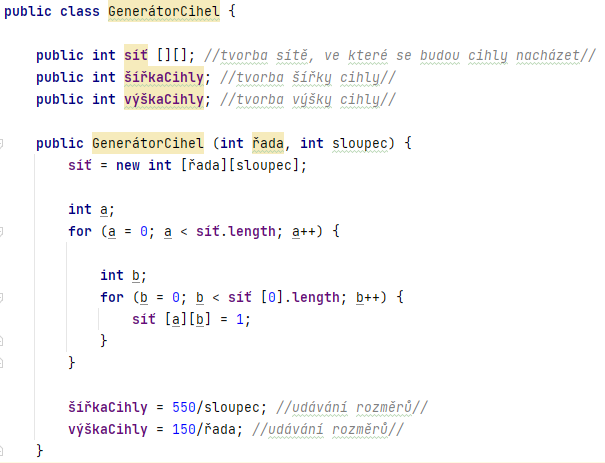 public class GenerátorCihel {
public int síť [][]; //tvorba sítě, ve které se budou cihly nacházet//
public int šířkaCihly; //tvorba šířky cihly//
public int výškaCihly; //tvorba výšky cihly//
public GenerátorCihel (int řada, int sloupec) {
síť = new int [řada][sloupec];
int a;
for (a = 0; a < síť.length; a++) {
int b;
for (b = 0; b < síť [0].length; b++) {
síť [a][b] = 1;
}
}
šířkaCihly = 550/sloupec; //udávání rozměrů//
výškaCihly = 150/řada; //udávání rozměrů//
}